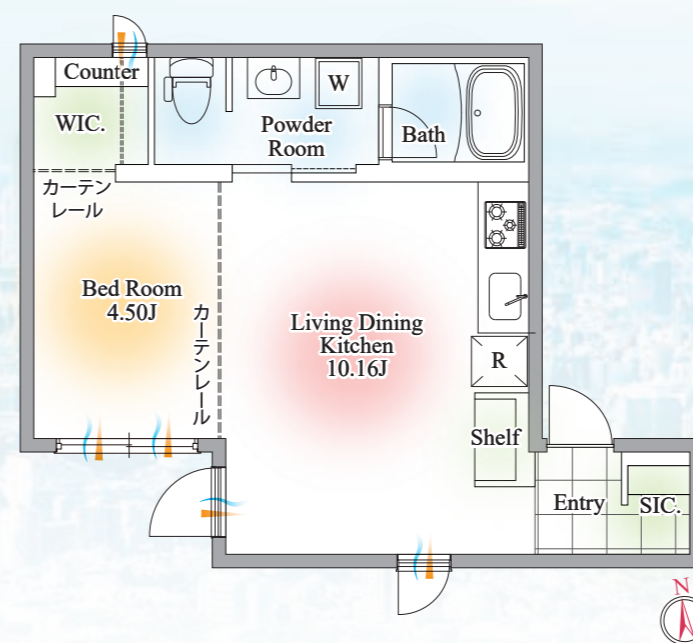 Counter
WIC.
W
Powder
Room
Bath
カーテン
レール
Bed Room
4.50J
カーテンレール
Living Dining
Kitchen
10.16J
R
Shelf
Entry
SIC.
N